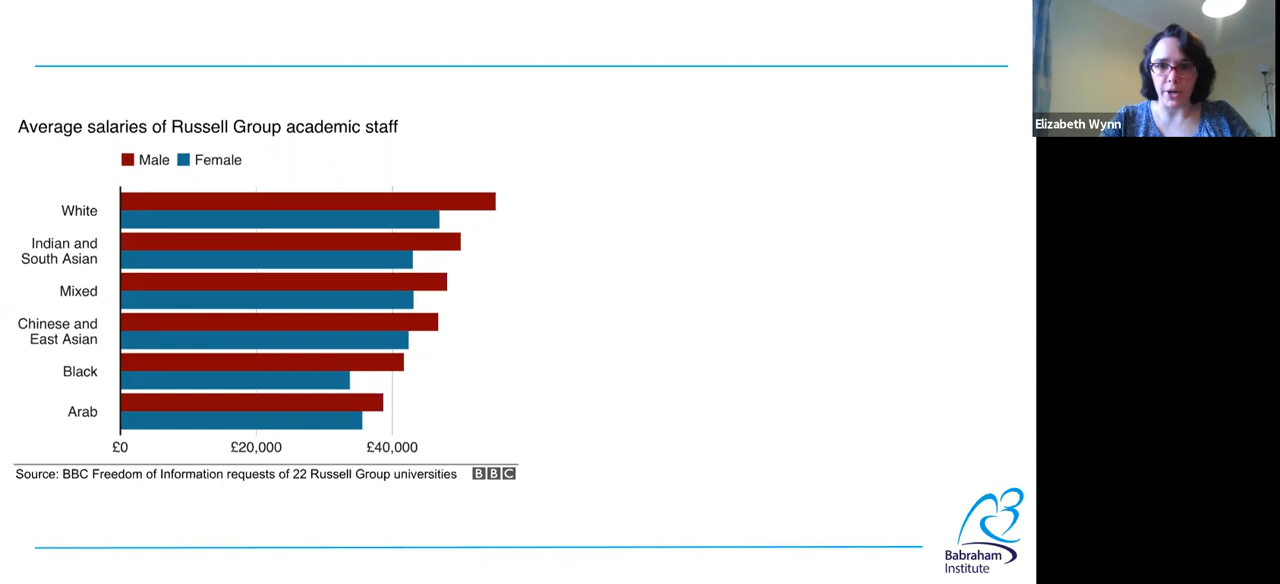 Average salaries of Russell Group academic staff
Male Female
White
Indian and
South Asian
Mixed
Chinese and
East Asian
Black
Arab
£0 £20,000 £40,000
Source: BBC Freedom of Information requests of 22 Russell Group universities BBC
Babraham
Institute
Elizabeth Wynn